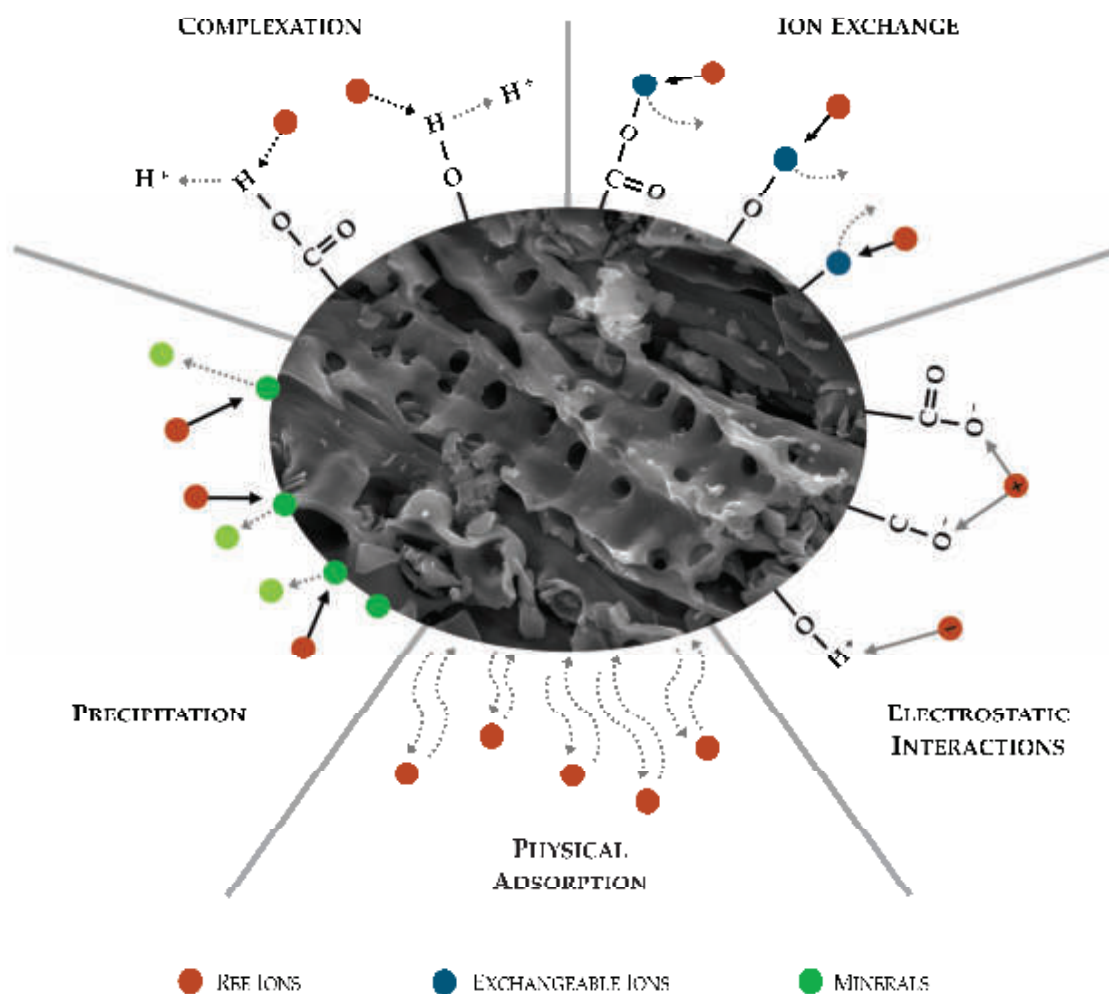 COMPLEXATION
ION EXCHANGE
H⁺
H
O
C
O
H
H⁺
O
O
C
O
O
C
O
O⁻
C
O⁻
+
O
H⁺
−
PRECIPITATION
ELECTROSTATIC
INTERACTIONS
PHYSICAL
ADSORPTION
REE IONS
EXCHANGEABLE IONS
MINERALS